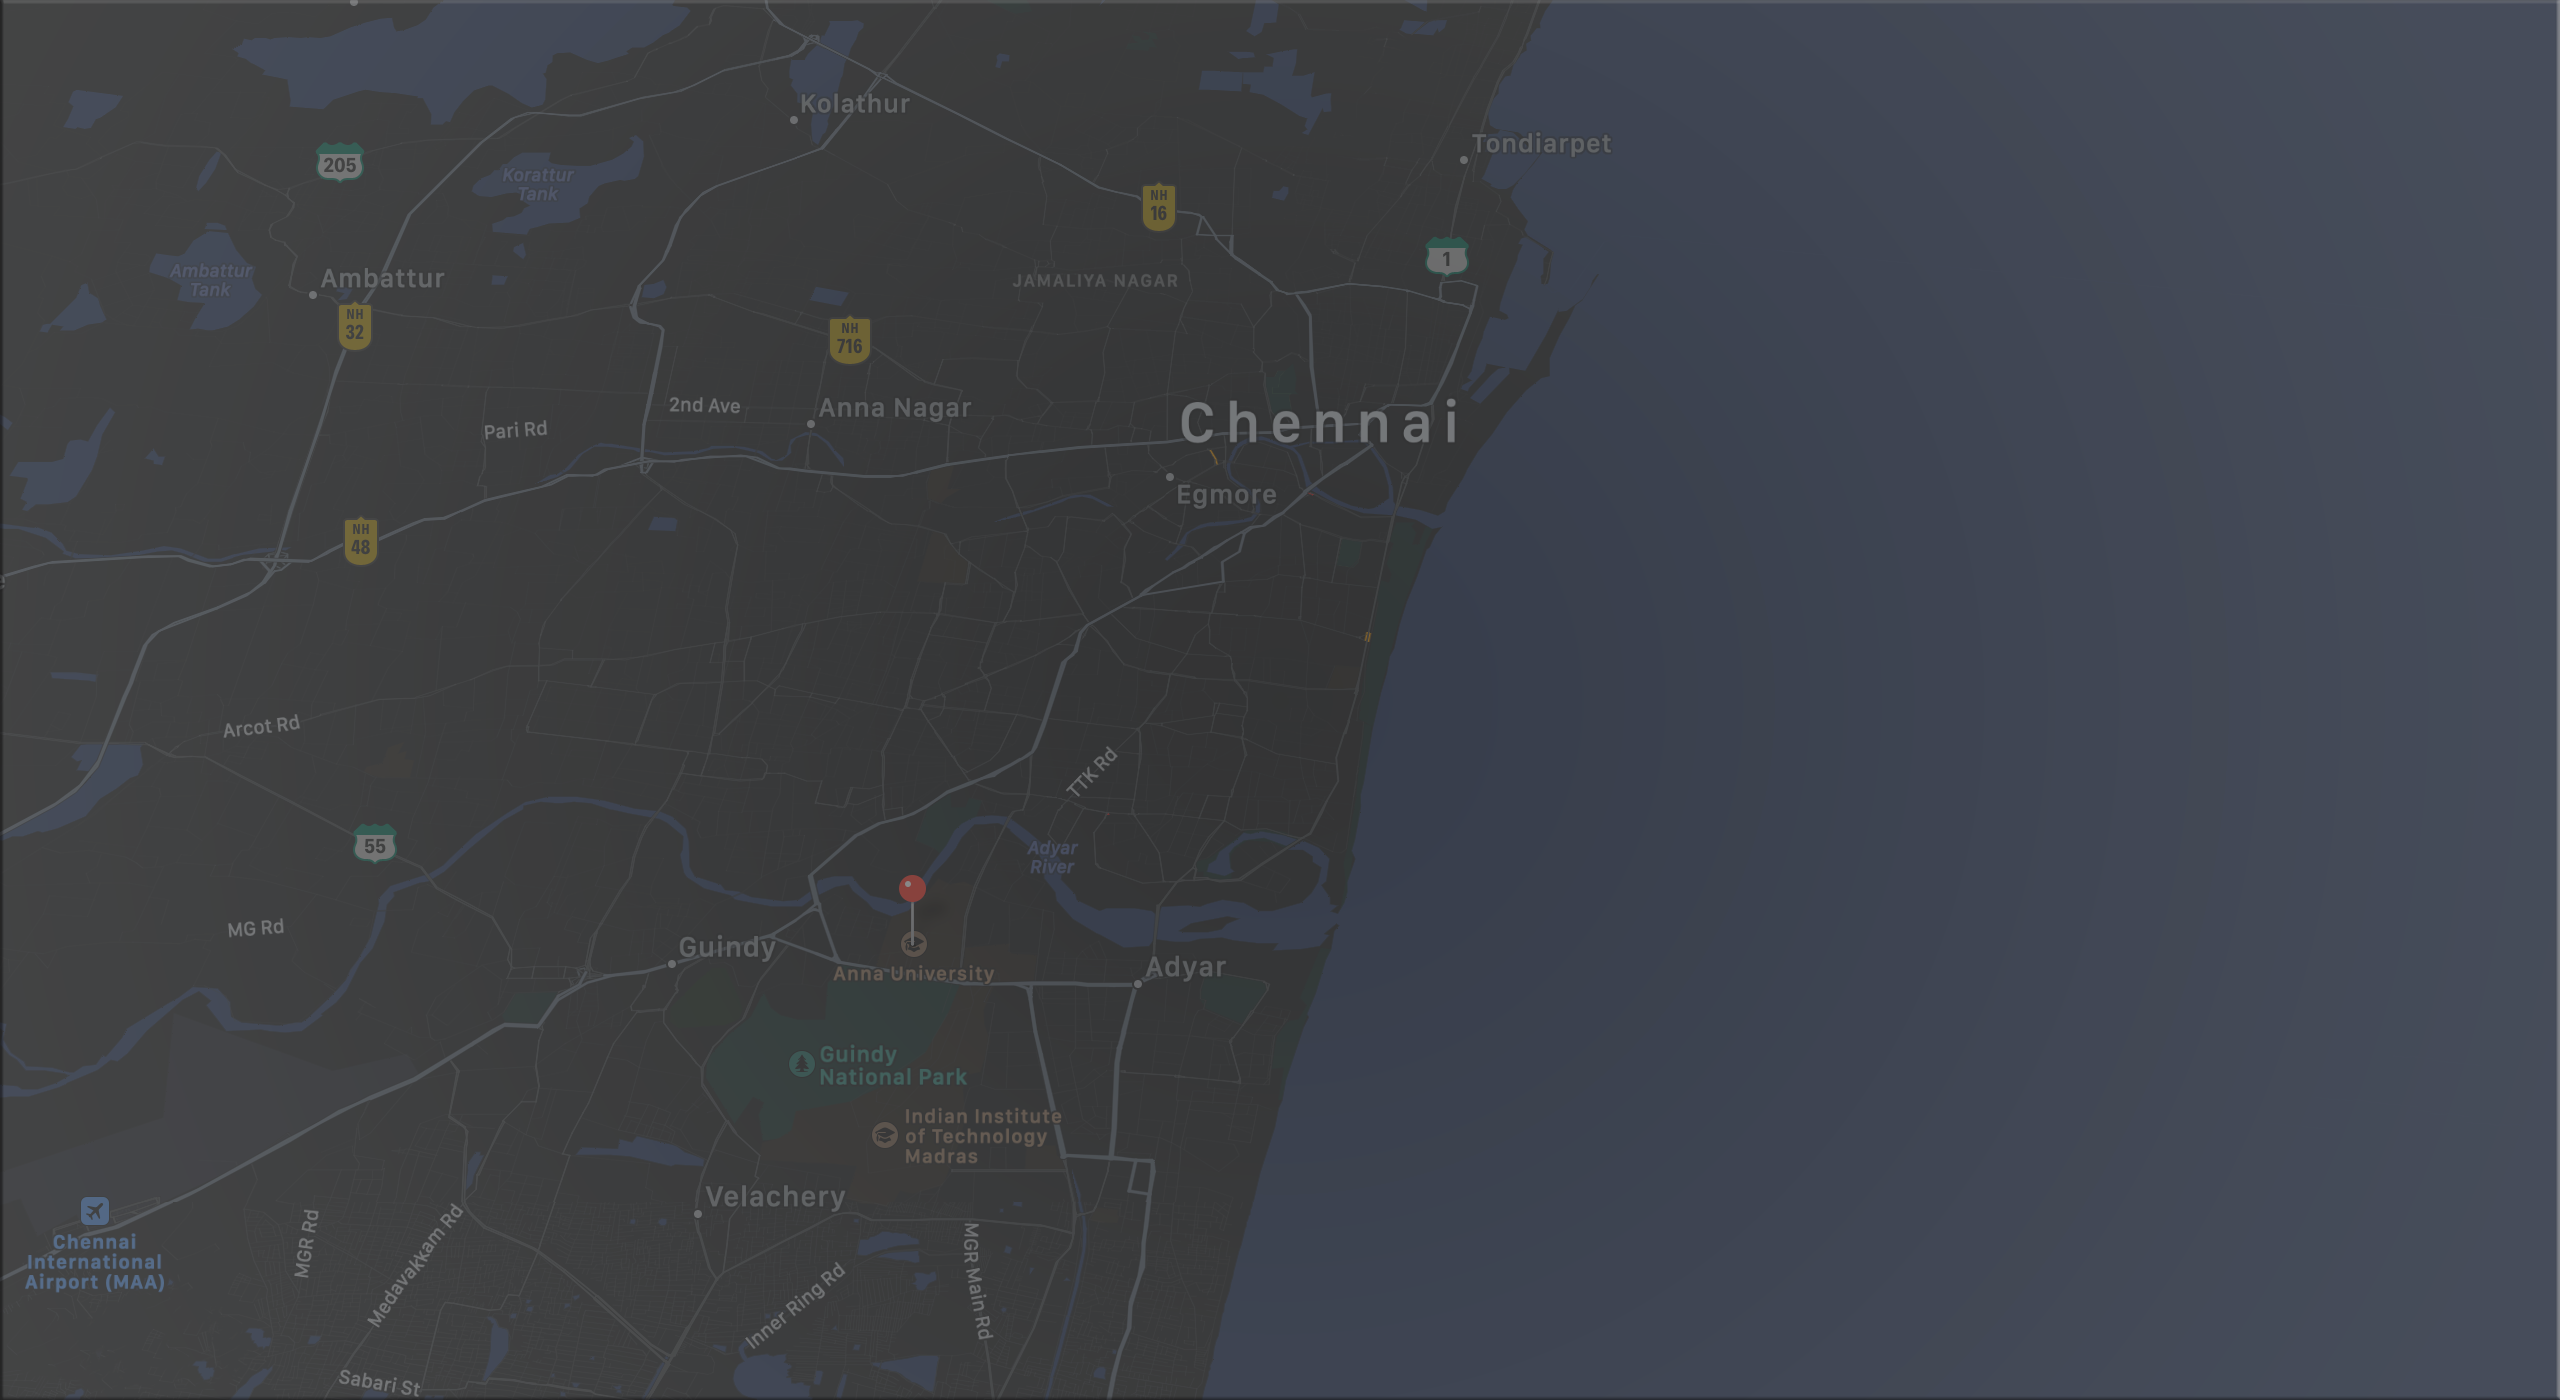 Kolathur
Tondiarpet
205
Korattur
Tank
NH
16
1
Ambattur
Tank
Ambattur
JAMALIYA NAGAR
NH
32
NH
716
2nd Ave
Anna Nagar
Pari Rd
Chennai
Egmore
NH
48
Arcot Rd
TTK Rd
55
Adyar
River
MG Rd
Guindy
Anna University
Adyar
Guindy
National Park
Indian Institute
of Technology
Madras
Velachery
Chennai
International
Airport (MAA)
MGR Rd
Medavakkam Rd
Inner Ring Rd
MGR Main Rd
Sabari St